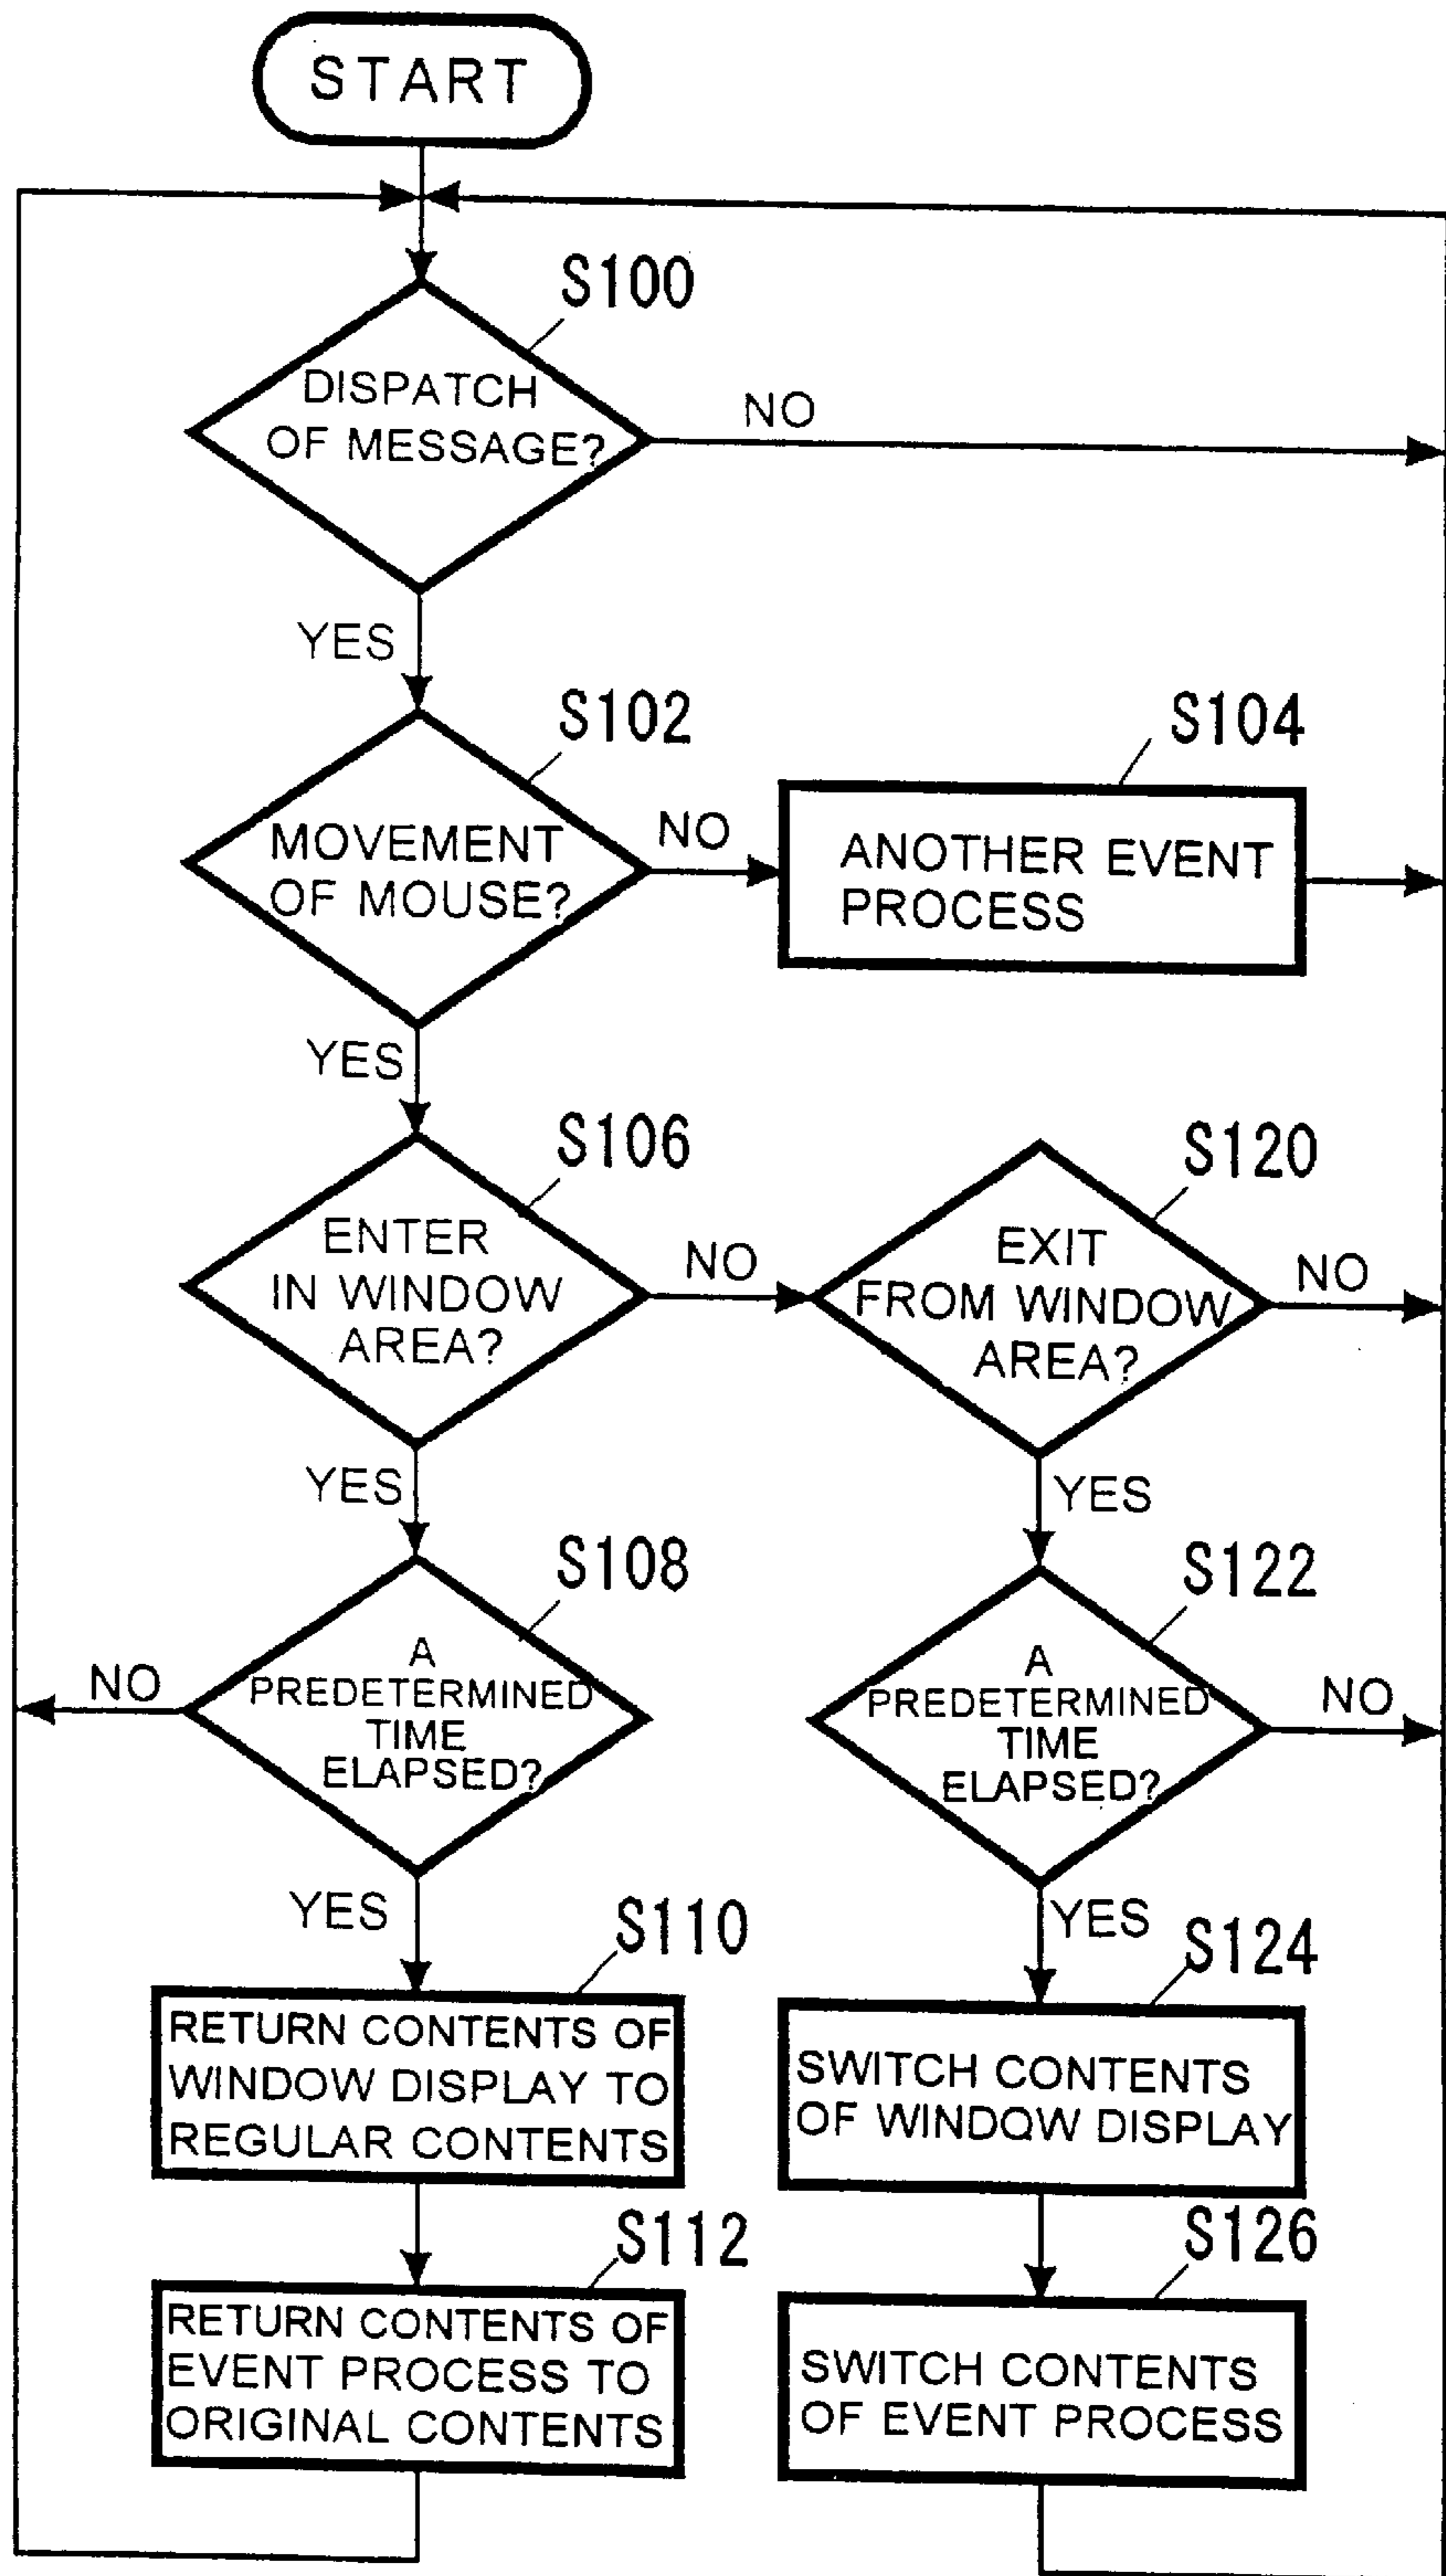 START
S100
DISPATCH
OF MESSAGE?
NO
YES
S102
MOVEMENT
OF MOUSE?
NO
S104
ANOTHER EVENT
PROCESS
YES
S106
ENTER
IN WINDOW
AREA?
NO
S120
EXIT
FROM WINDOW
AREA?
NO
YES
YES
S108
A
PREDETERMINED
TIME
ELAPSED?
NO
S122
A
PREDETERMINED
TIME
ELAPSED?
NO
YES
YES
S110
RETURN CONTENTS OF
WINDOW DISPLAY TO
REGULAR CONTENTS
S124
SWITCH CONTENTS
OF WINDOW DISPLAY
S112
RETURN CONTENTS OF
EVENT PROCESS TO
ORIGINAL CONTENTS
S126
SWITCH CONTENTS
OF EVENT PROCESS